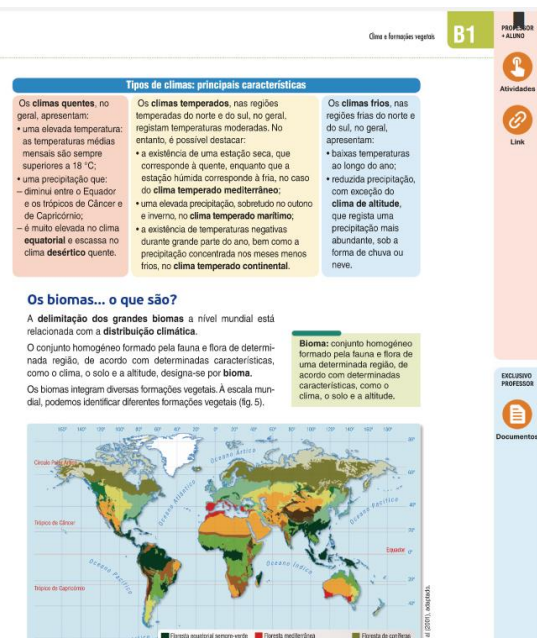 Clima e formações vegetais
B1
PROFESSOR
+ ALUNO
Atividades
Link
Tipos de climas: principais características
Os climas quentes, no
geral, apresentam:
• uma elevada temperatura:
as temperaturas médias
mensais são sempre
superiores a 18 °C;
• uma precipitação que:
– diminui entre o Equador
e os trópicos de Câncer e
de Capricórnio;
– é muito elevada no clima
equatorial e escassa no
clima desértico quente.
Os climas temperados, nas regiões
temperadas do norte e do sul, no geral,
registam temperaturas moderadas. No
entanto, é possível destacar:
• a existência de uma estação seca, que
corresponde à quente, enquanto que a
estação húmida corresponde à fria, no caso
do clima temperado mediterrâneo;
• uma elevada precipitação, sobretudo no outono
e inverno, no clima temperado marítimo;
• a existência de temperaturas negativas
durante grande parte do ano, bem como a
precipitação concentrada nos meses menos
frios, no clima temperado continental.
Os climas frios, nas
regiões frias do norte e
do sul, no geral,
apresentam:
• baixas temperaturas
ao longo do ano;
• reduzida precipitação,
com exceção do
clima de altitude,
que regista uma
precipitação mais
abundante, sob a
forma de chuva ou
neve.
Os biomas... o que são?
A delimitação dos grandes biomas a nível mundial está
relacionada com a distribuição climática.
O conjunto homogéneo formado pela fauna e flora de determi-
nada região, de acordo com determinadas características,
como o clima, o solo e a altitude, designa-se por bioma.
Os biomas integram diversas formações vegetais. À escala mun-
dial, podemos identificar diferentes formações vegetais (fig. 5).
Bioma: conjunto homogéneo
formado pela fauna e flora de
uma determinada região, de
acordo com determinadas
características, como o
clima, o solo e a altitude.
EXCLUSIVO
PROFESSOR
Documentos
Oceano Ártico
Círculo Polar Ártico
Oceano Atlântico
Oceano Pacífico
Trópico de Câncer
Equador
Oceano Pacífico
Oceano Índico
Trópico de Capricórnio
Floresta equatorial sempre-verde
Floresta mediterrânea
Floresta de coníferas
(2001), adaptado.